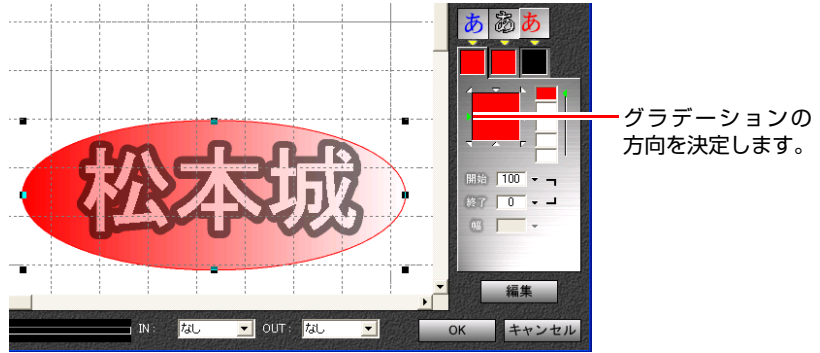 あ あ あ
グラデーションの
方向を決定します。
松本城
開始 100
終了 0
幅
編集
IN: なし OUT: なし OK キャンセル